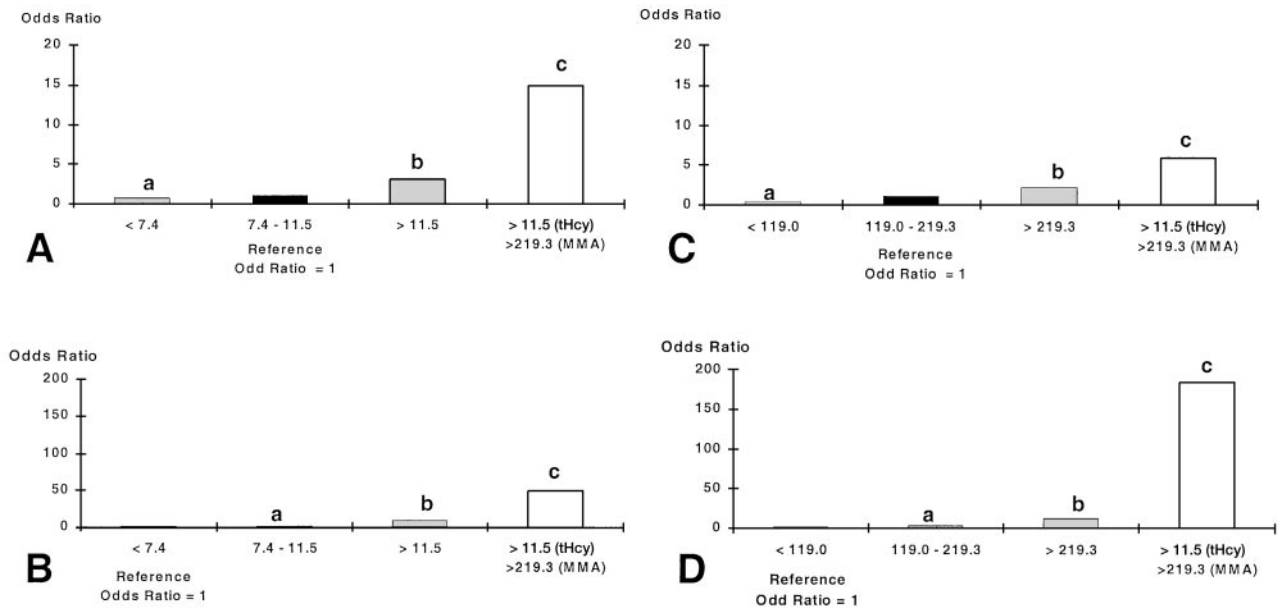 Odds Ratio
20
15
10
5
0
a
b
c
< 7.4
7.4 - 11.5
> 11.5
> 11.5 (tHcy)
>219.3 (MMA)
Reference
Odd Ratio = 1
A
Odds Ratio
20
15
10
5
0
a
b
c
< 119.0
119.0 - 219.3
> 219.3
> 11.5 (tHcy)
>219.3 (MMA)
Reference
Odd Ratio = 1
C
Odds Ratio
200
150
100
50
0
a
b
c
< 7.4
7.4 - 11.5
> 11.5
> 11.5 (tHcy)
>219.3 (MMA)
Reference
Odds Ratio = 1
B
Odds Ratio
200
150
100
50
0
a
b
c
< 119.0
119.0 - 219.3
> 219.3
> 11.5 (tHcy)
>219.3 (MMA)
Reference
Odd Ratio = 1
D